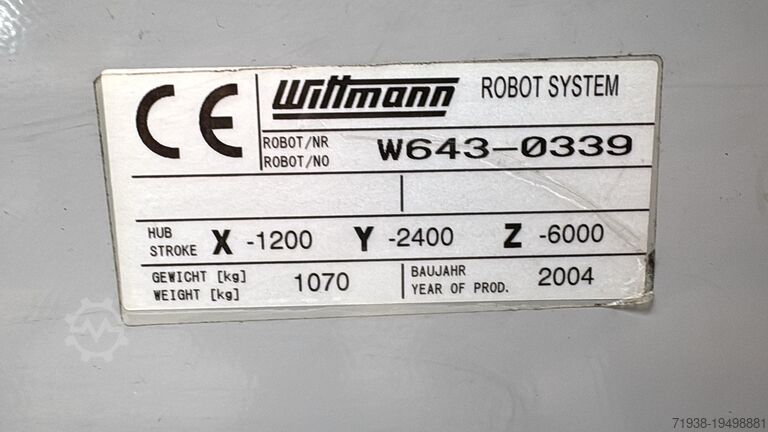 CE Wittmann ROBOT SYSTEM
ROBOT/NR
ROBOT/NO W643-0339
HUB
STROKE X -1200 Y -2400 Z -6000
GEWICHT [kg]
WEIGHT [kg] 1070
BAUJAHR
YEAR OF PROD. 2004
71938-19498881